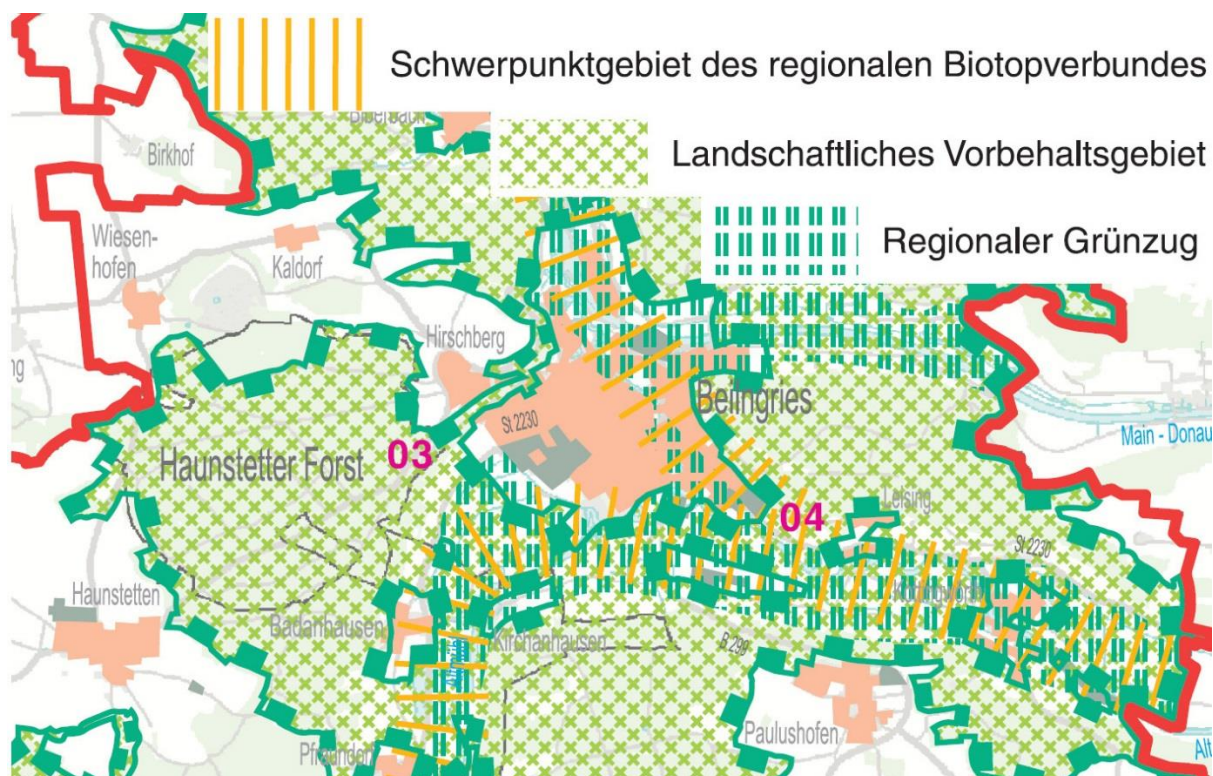 Schwerpunktgebiet des regionalen Biotopverbundes
Landschaftliches Vorbehaltsgebiet
Regionaler Grünzug
Birkhof
Wiesen-
hofen
Kaldorf
Hirschberg
St 2230
Beilngries
Main - Donau
03
Haunstetter Forst
04
Leising
St 2230
Haunstetten
Badanhausen
Kirchanhausen
B 299
Paulushofen